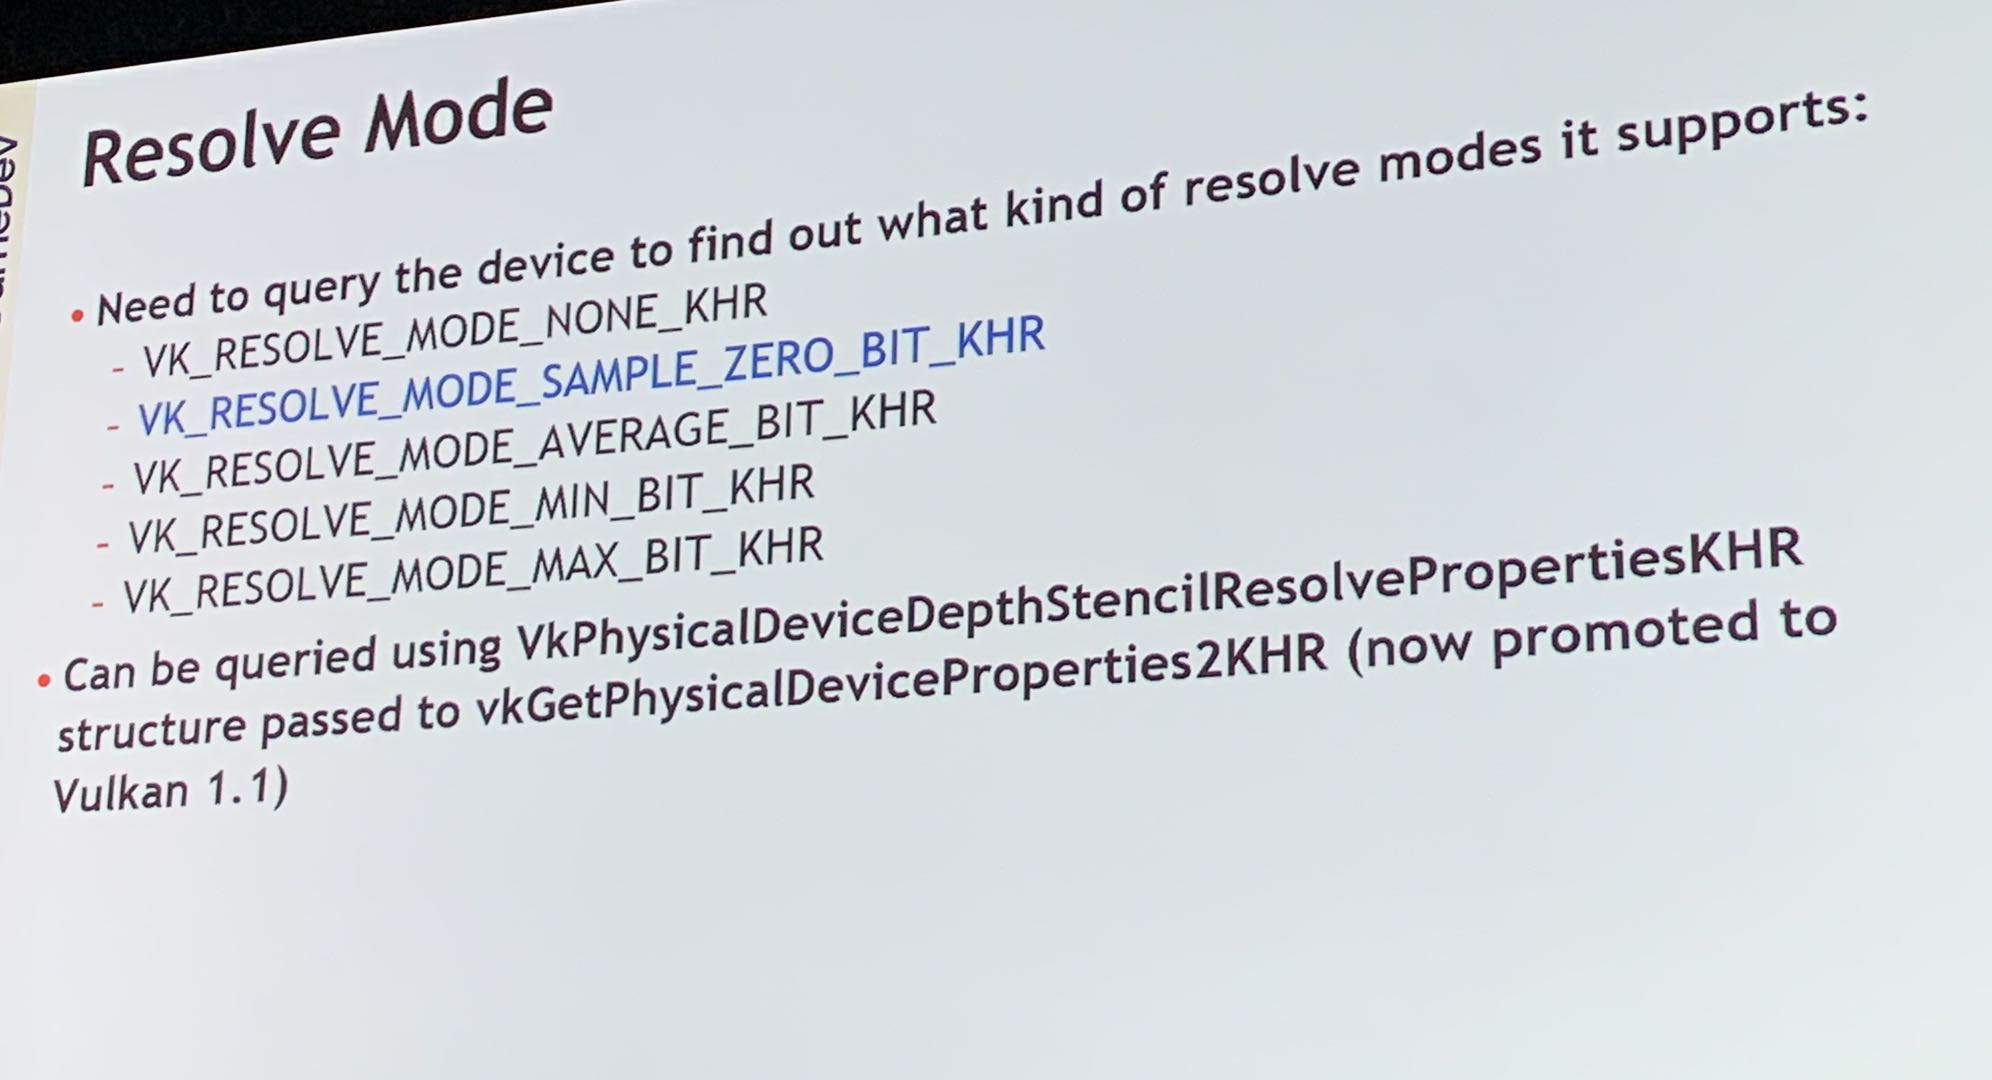 Resolve Mode
• Need to query the device to find out what kind of resolve modes it supports:
- VK_RESOLVE_MODE_NONE_KHR
- VK_RESOLVE_MODE_SAMPLE_ZERO_BIT_KHR
- VK_RESOLVE_MODE_AVERAGE_BIT_KHR
- VK_RESOLVE_MODE_MIN_BIT_KHR
- VK_RESOLVE_MODE_MAX_BIT_KHR
• Can be queried using VkPhysicalDeviceDepthStencilResolvePropertiesKHR
structure passed to vkGetPhysicalDeviceProperties2KHR (now promoted to
Vulkan 1.1)